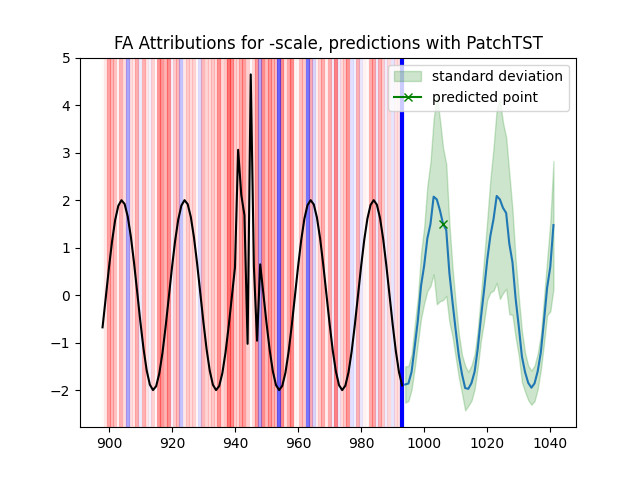 FA Attributions for -scale, predictions with PatchTST
5
4
3
2
1
0
−1
−2
standard deviation
predicted point
900 920 940 960 980 1000 1020 1040